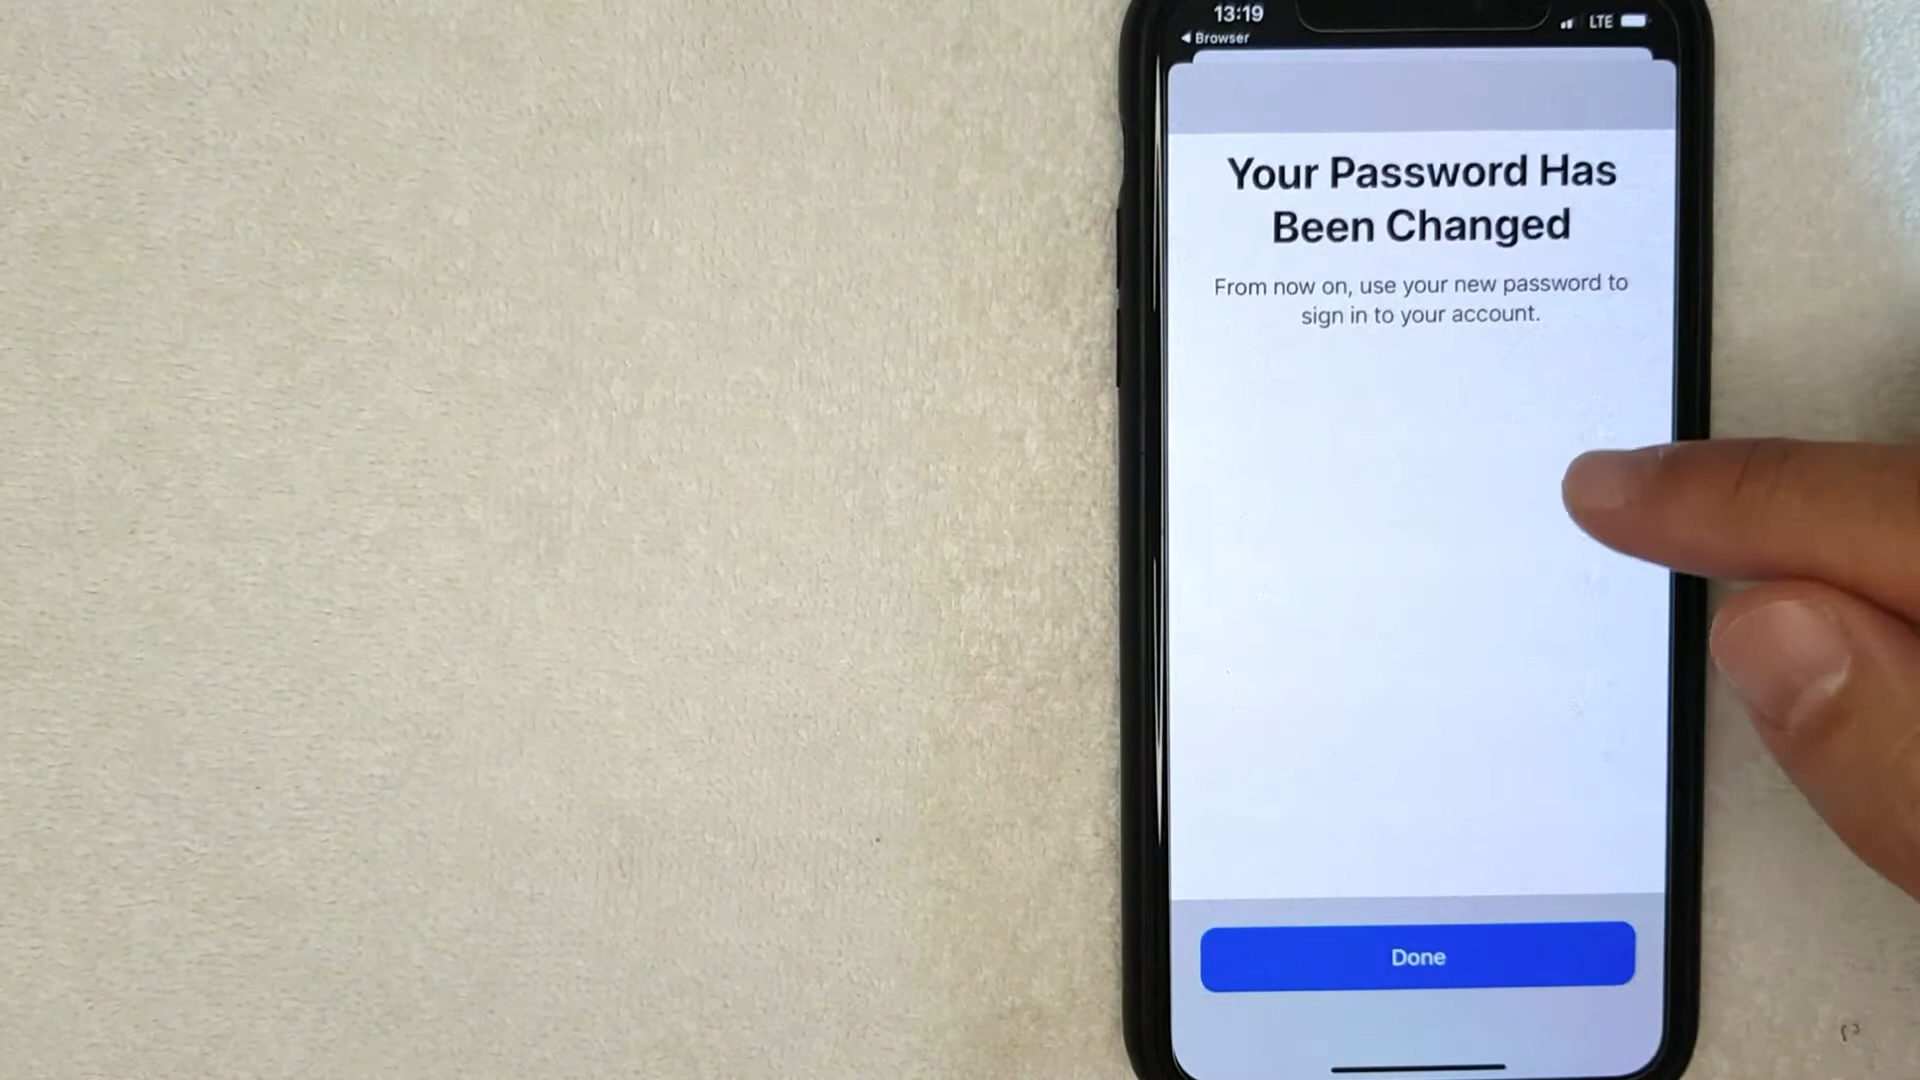 13:19
LTE
◀ Browser
Your Password Has
Been Changed
From now on, use your new password to
sign in to your account.
Done